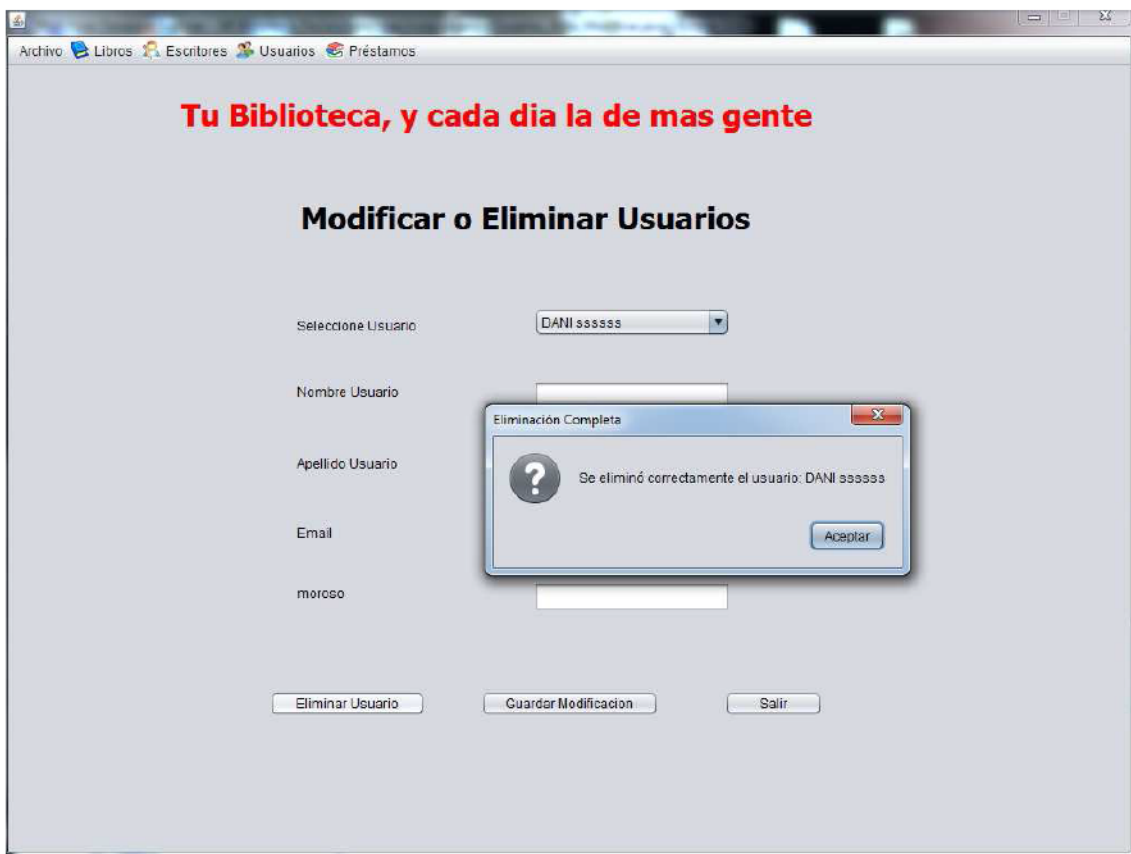 Archivo Libros Escritores Usuarios Préstamos
Tu Biblioteca, y cada dia la de mas gente
Modificar o Eliminar Usuarios
Seleccione Usuario
DANI ssssss
Nombre Usuario
Eliminación Completa
Apellido Usuario
Se eliminó correctamente el usuario: DANI ssssss
Email
Aceptar
moroso
Eliminar Usuario
Guardar Modificacion
Salir